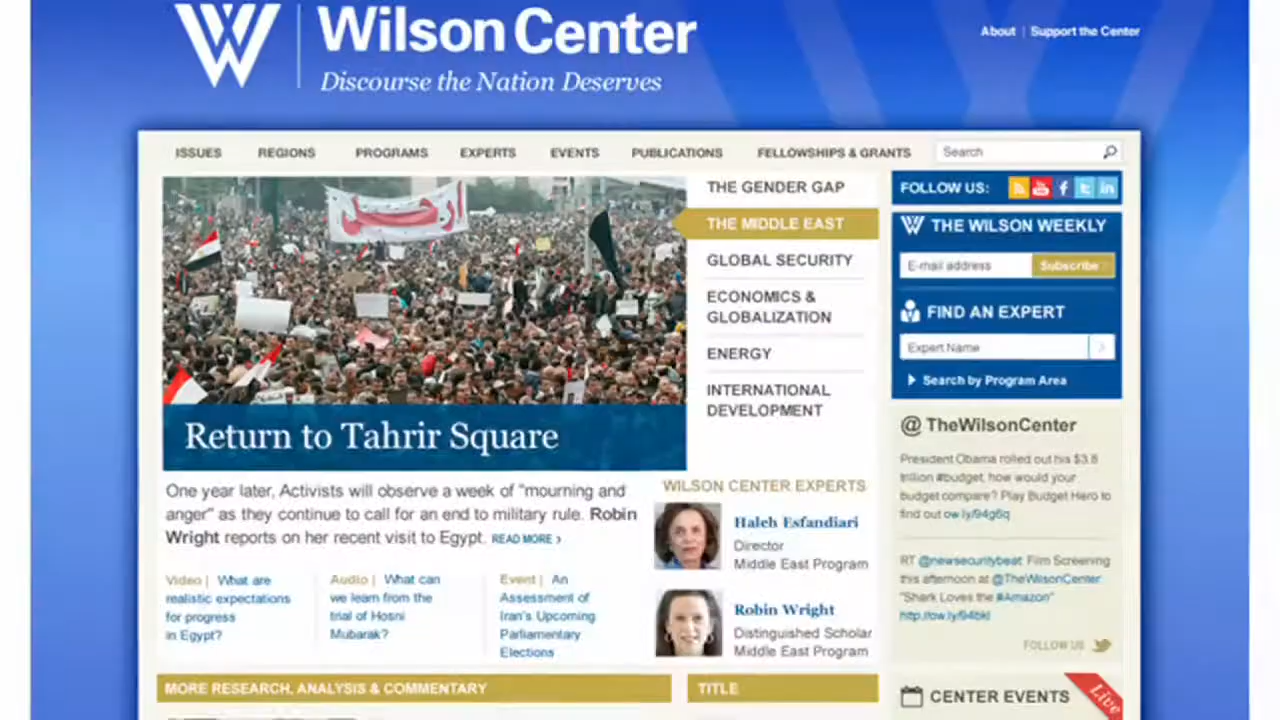 Wilson Center
Discourse the Nation Deserves
About | Support the Center
ISSUES REGIONS PROGRAMS EXPERTS EVENTS PUBLICATIONS FELLOWSHIPS & GRANTS Search
ارحل
Return to Tahrir Square
THE GENDER GAP
THE MIDDLE EAST
GLOBAL SECURITY
ECONOMICS &
GLOBALIZATION
ENERGY
INTERNATIONAL
DEVELOPMENT
One year later, Activists will observe a week of "mourning and
anger" as they continue to call for an end to military rule. Robin
Wright reports on her recent visit to Egypt. READ MORE ›
Video | What are
realistic expectations
for progress
in Egypt?
Audio | What can
we learn from the
trial of Hosni
Mubarak?
Event | An
Assessment of
Iran's Upcoming
Parliamentary
Elections
WILSON CENTER EXPERTS
Haleh Esfandiari
Director
Middle East Program
Robin Wright
Distinguished Scholar
Middle East Program
FOLLOW US:
THE WILSON WEEKLY
E-mail address Subscribe
FIND AN EXPERT
Expert Name
Search by Program Area
@TheWilsonCenter
President Obama rolled out his $3.8
trillion #budget, how would your
budget compare? Play Budget Hero to
find out ow.ly/94g6q
RT @newsecuritybeat: Film Screening
this afternoon at @TheWilsonCenter:
"Shark Loves the #Amazon"
http://ow.ly/94bkl
FOLLOW US
MORE RESEARCH, ANALYSIS & COMMENTARY
TITLE
CENTER EVENTS
Live